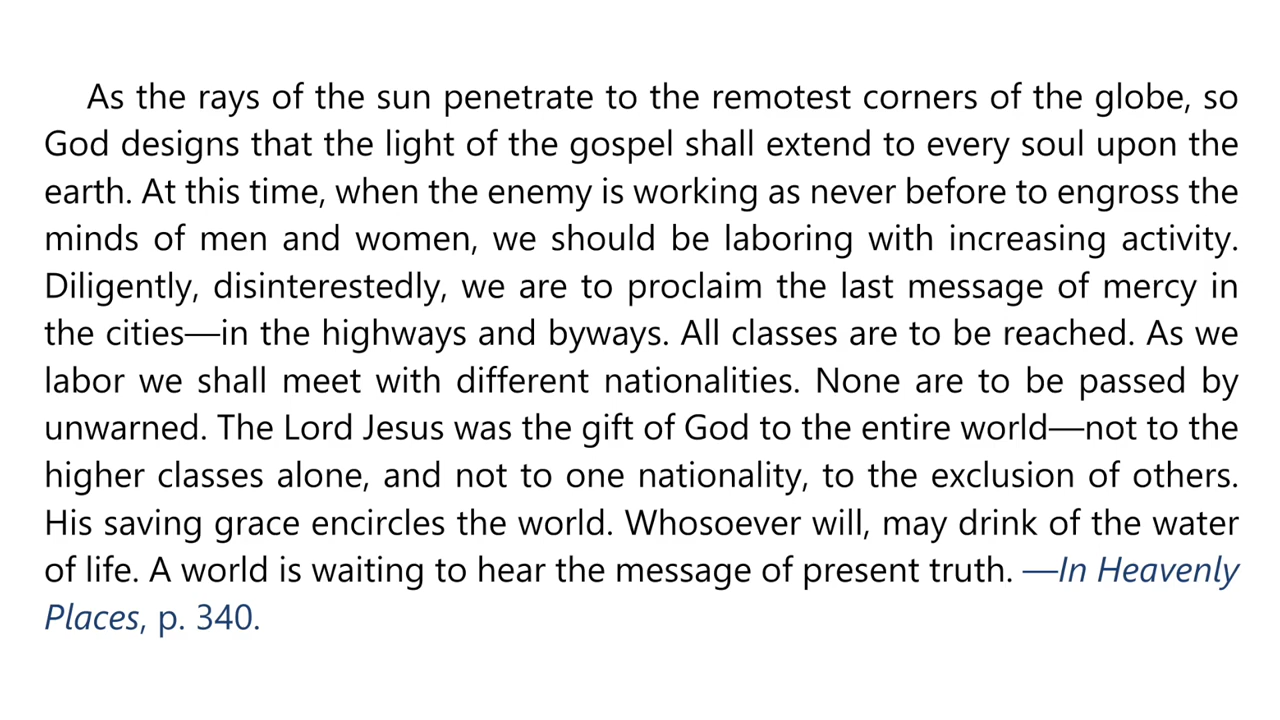 As the rays of the sun penetrate to the remotest corners of the globe, so
God designs that the light of the gospel shall extend to every soul upon the
earth. At this time, when the enemy is working as never before to engross the
minds of men and women, we should be laboring with increasing activity.
Diligently, disinterestedly, we are to proclaim the last message of mercy in
the cities—in the highways and byways. All classes are to be reached. As we
labor we shall meet with different nationalities. None are to be passed by
unwarned. The Lord Jesus was the gift of God to the entire world—not to the
higher classes alone, and not to one nationality, to the exclusion of others.
His saving grace encircles the world. Whosoever will, may drink of the water
of life. A world is waiting to hear the message of present truth. —In Heavenly
Places, p. 340.